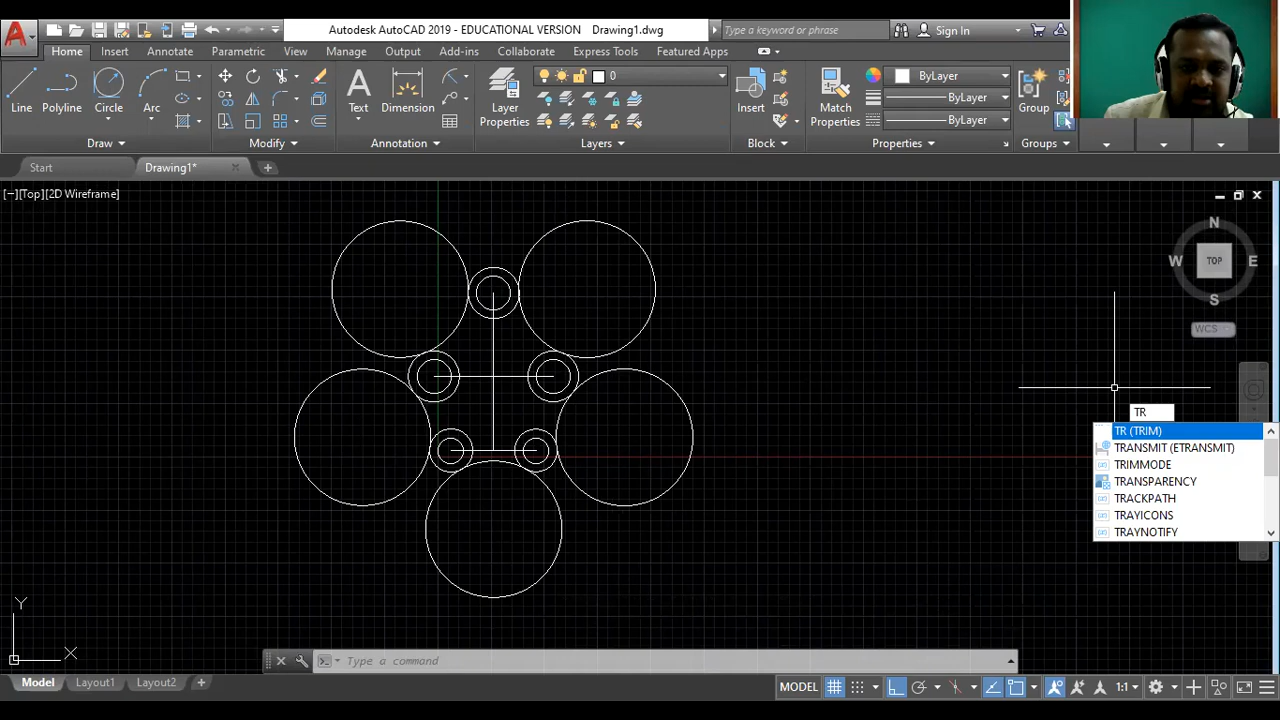 Autodesk AutoCAD 2019 - EDUCATIONAL VERSION Drawing1.dwg
Type a keyword or phrase
Sign In
Home Insert Annotate Parametric View Manage Output Add-ins Collaborate Express Tools Featured Apps
0
ByLayer
ByLayer
ByLayer
Line Polyline Circle Arc Text Dimension Layer Properties Insert Match Properties Group
Draw Modify Annotation Layers Block Properties Groups
Start Drawing1*
[−][Top][2D Wireframe]
N
W TOP E
S
WCS
TR
TR (TRIM)
TRANSMIT (ETRANSMIT)
TRIMMODE
TRANSPARENCY
TRACKPATH
TRAYICONS
TRAYNOTIFY
Y
X
Type a command
Model Layout1 Layout2 +
MODEL 1:1